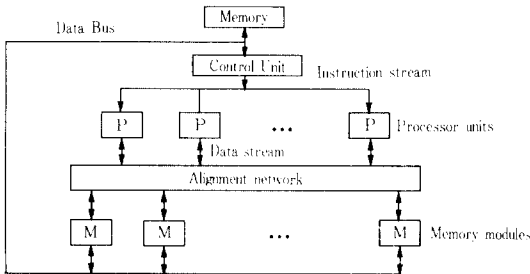 Memory
Data Bus
Control Unit
Instruction stream
P P ... P Processor units
Data stream
Alignment network
M M ... M Memory modules